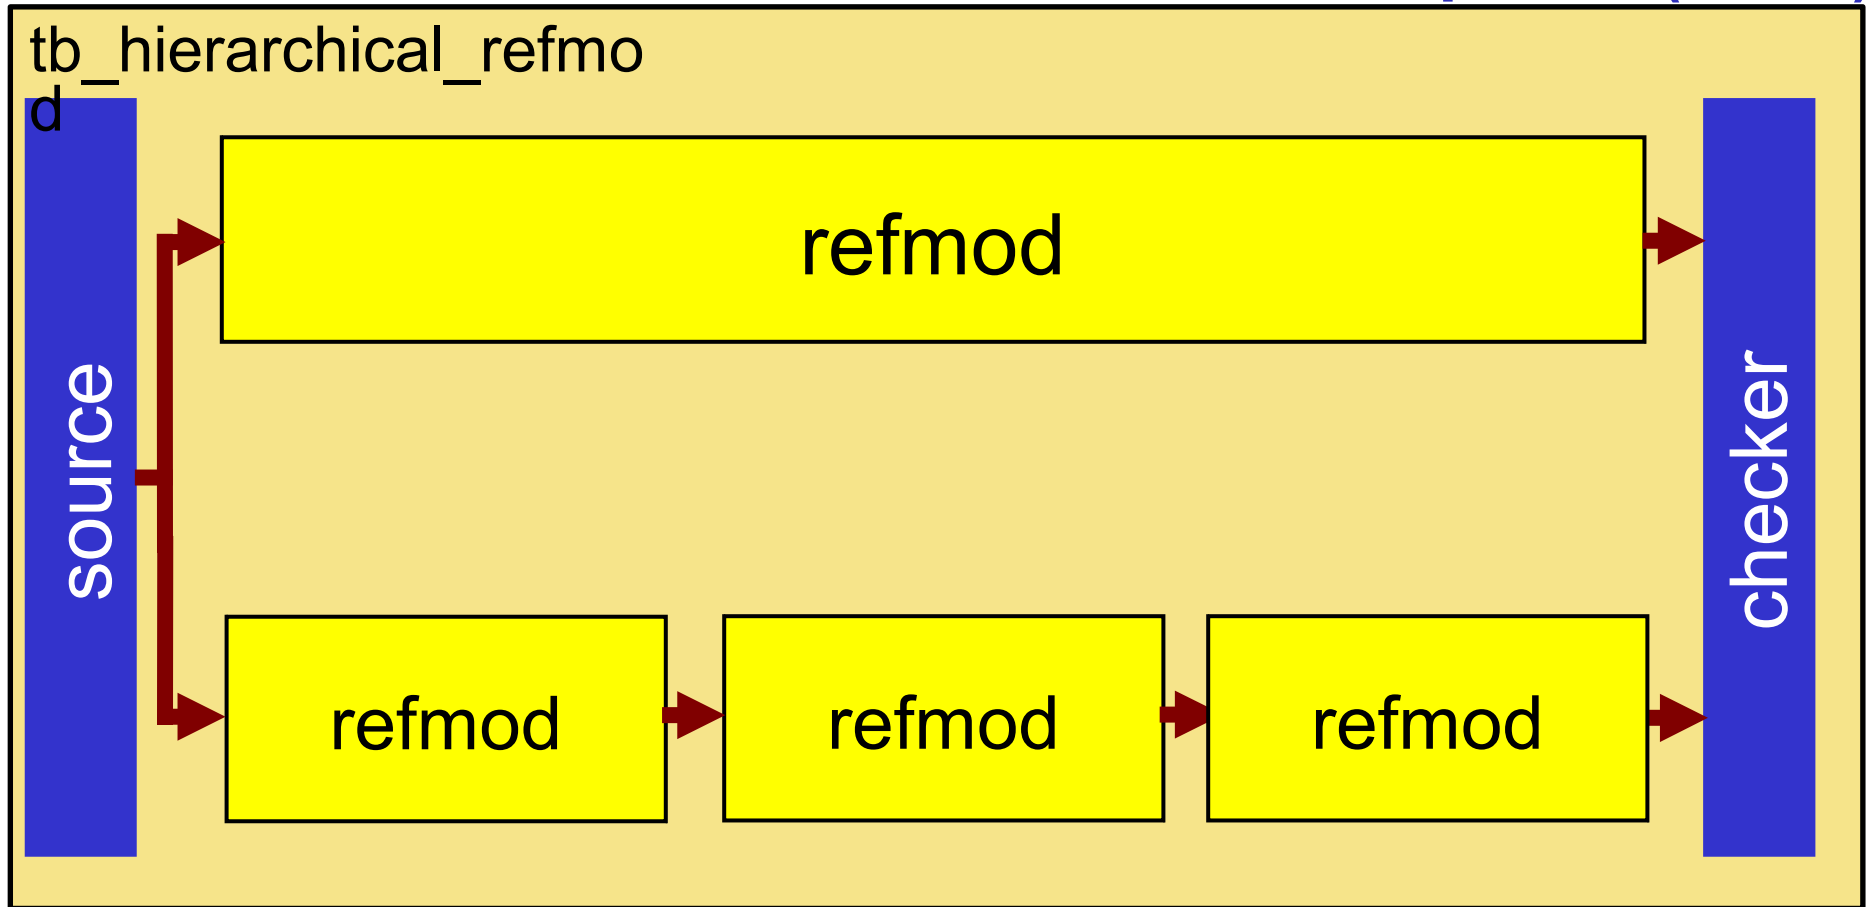 tb_hierarchical_refmo
d
refmod
source
checker
refmod
refmod
refmod